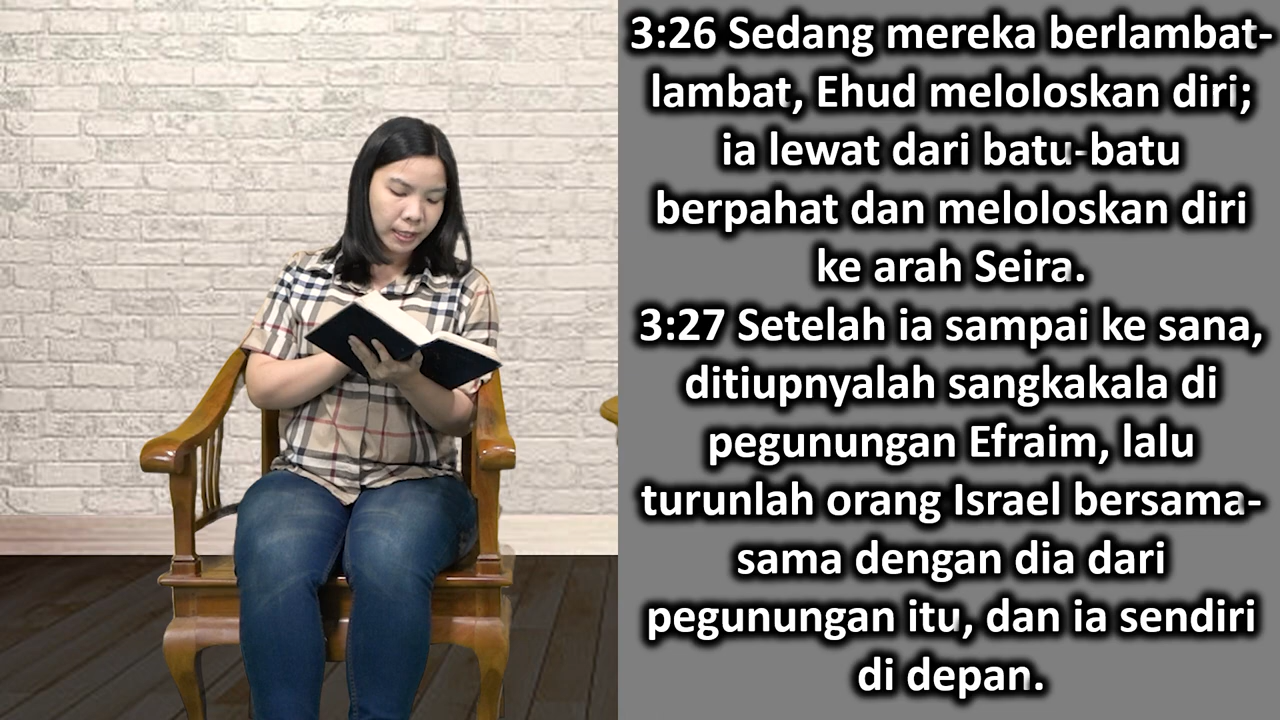 3:26 Sedang mereka berlambat-
lambat, Ehud meloloskan diri;
ia lewat dari batu-batu
berpahat dan meloloskan diri
ke arah Seira.
3:27 Setelah ia sampai ke sana,
ditiupnyalah sangkakala di
pegunungan Efraim, lalu
turunlah orang Israel bersama-
sama dengan dia dari
pegunungan itu, dan ia sendiri
di depan.